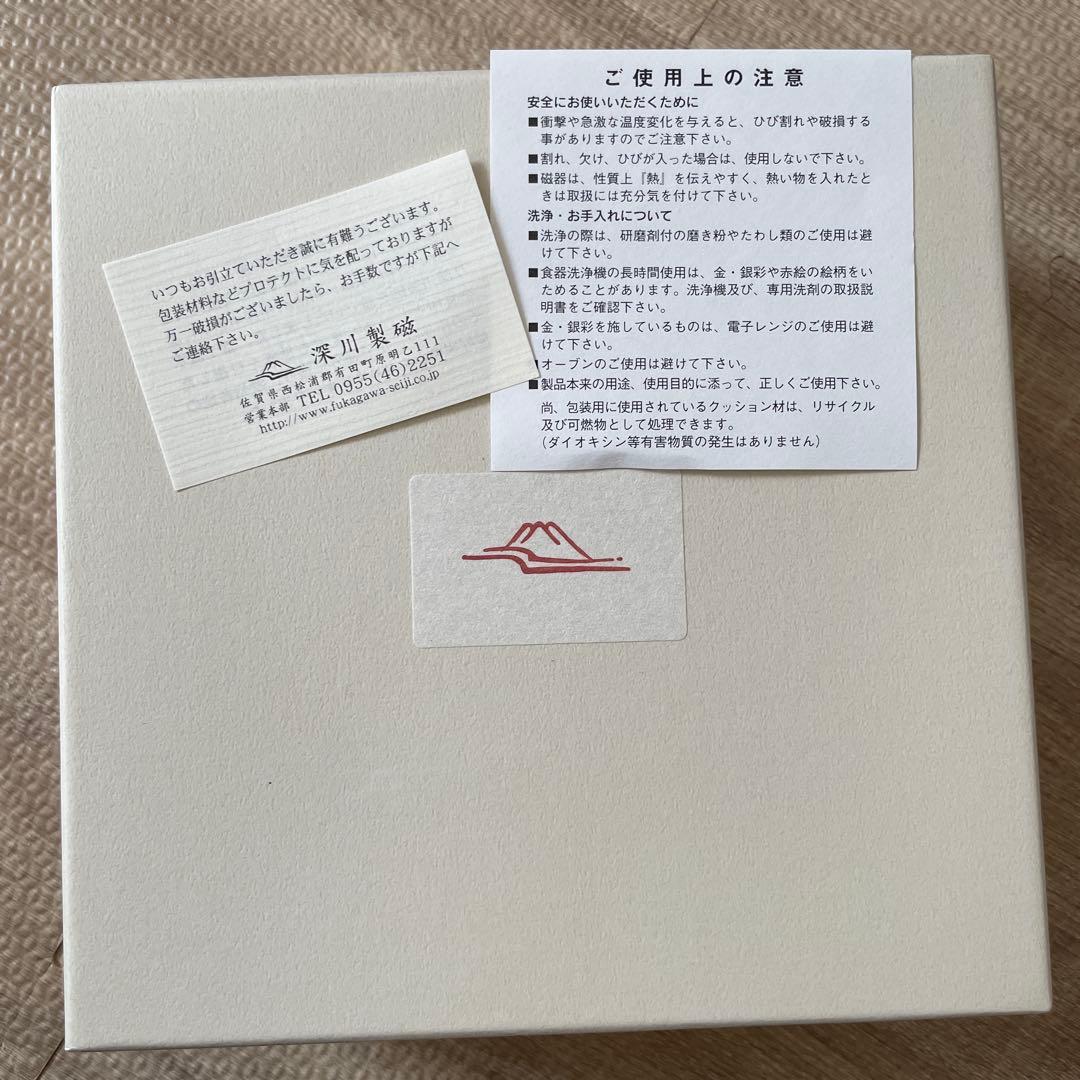 ご使用上の注意
安全にお使いいただくために
■衝撃や急激な温度変化を与えると、ひび割れや破損する
事がありますのでご注意下さい。
■割れ、欠け、ひびが入った場合は、使用しないで下さい。
■磁器は、性質上『熱』を伝えやすく、熱い物を入れたと
きは取扱には充分気を付けて下さい。
洗浄・お手入れについて
■洗浄の際は、研磨剤付の磨き粉やたわし類のご使用は避
けて下さい。
■食器洗浄機の長時間使用は、金・銀彩や赤絵の絵柄をい
ためることがあります。洗浄機及び、専用洗剤の取扱説
明書をご確認下さい。
■金・銀彩を施しているものは、電子レンジのご使用は避
けて下さい。
■オーブンのご使用は避けて下さい。
■製品本来の用途、使用目的に添って、正しくご使用下さい。
尚、包装用に使用されているクッション材は、リサイクル
及び可燃物として処理できます。
（ダイオキシン等有害物質の発生はありません）
いつもお引立ていただき誠に有難うございます。
包装材料などプロテクトに気を配っておりますが
万一破損がございましたら、お手数ですが下記へ
ご連絡下さい。
深川製磁
佐賀県西松浦郡有田町原明乙111
営業本部 TEL 0955(46)2251
http://www.fukagawa-seiji.co.jp